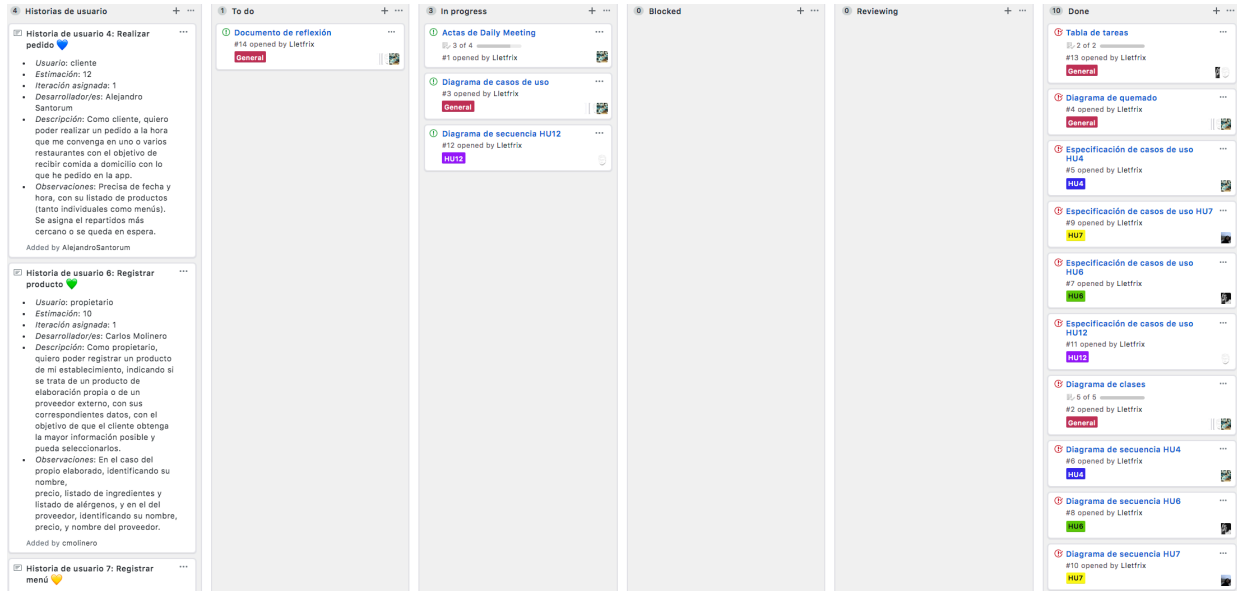 4 Historias de usuario
Historia de usuario 4: Realizar
pedido 💙
Usuario: cliente
Estimación: 12
Iteración asignada: 1
Desarrollador/es: Alejandro
Santorum
Descripción: Como cliente, quiero
poder realizar un pedido a la hora
que me convenga en uno o varios
restaurantes con el objetivo de
recibir comida a domicilio con lo
que he pedido en la app.
Observaciones: Precisa de fecha y
hora, con su listado de productos
(tanto individuales como menús).
Se asigna el repartidos más
cercano o se queda en espera.
Added by AlejandroSantorum
Historia de usuario 6: Registrar
producto 💚
Usuario: propietario
Estimación: 10
Iteración asignada: 1
Desarrollador/es: Carlos Molinero
Descripción: Como propietario,
quiero poder registrar un producto
de mi establecimiento, indicando si
se trata de un producto de
elaboración propia o de un
proveedor externo, con sus
correspondientes datos, con el
objetivo de que el cliente obtenga
la mayor información posible y
pueda seleccionarlos.
Observaciones: En el caso del
propio elaborado, identificando su
nombre,
precio, listado de ingredientes y
listado de alérgenos, y en el del
proveedor, identificando su nombre,
precio, y nombre del proveedor.
Added by cmolinero
Historia de usuario 7: Registrar
menú 💛
1 To do
Documento de reflexión
#14 opened by Lletfrix
General
3 In progress
Actas de Daily Meeting
3 of 4
#1 opened by Lletfrix
Diagrama de casos de uso
#3 opened by Lletfrix
General
Diagrama de secuencia HU12
#12 opened by Lletfrix
HU12
0 Blocked
0 Reviewing
10 Done
Tabla de tareas
2 of 2
#13 opened by Lletfrix
General
Diagrama de quemado
#4 opened by Lletfrix
General
Especificación de casos de uso
HU4
#5 opened by Lletfrix
HU4
Especificación de casos de uso HU7
#9 opened by Lletfrix
HU7
Especificación de casos de uso
HU6
#7 opened by Lletfrix
HU6
Especificación de casos de uso
HU12
#11 opened by Lletfrix
HU12
Diagrama de clases
5 of 5
#2 opened by Lletfrix
General
Diagrama de secuencia HU4
#6 opened by Lletfrix
HU4
Diagrama de secuencia HU6
#8 opened by Lletfrix
HU6
Diagrama de secuencia HU7
#10 opened by Lletfrix
HU7